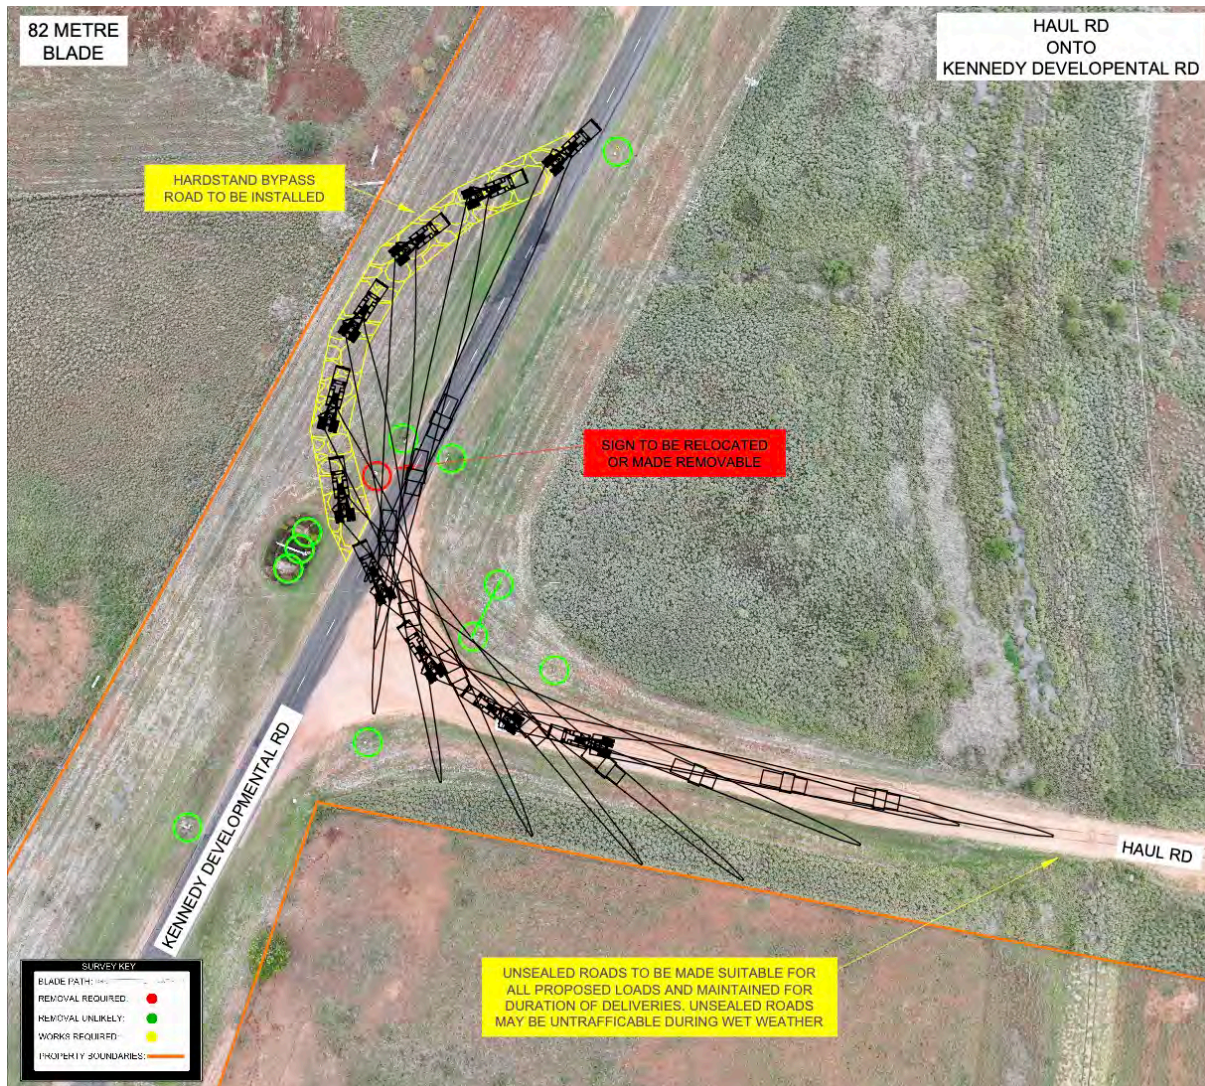 82 METRE
BLADE
HAUL RD
ONTO
KENNEDY DEVELOPENTAL RD
HARDSTAND BYPASS
ROAD TO BE INSTALLED
SIGN TO BE RELOCATED
OR MADE REMOVABLE
KENNEDY DEVELOPMENTAL RD
HAUL RD
UNSEALED ROADS TO BE MADE SUITABLE FOR
ALL PROPOSED LOADS AND MAINTAINED FOR
DURATION OF DELIVERIES. UNSEALED ROADS
MAY BE UNTRAFFICABLE DURING WET WEATHER
SURVEY KEY
BLADE PATH:
REMOVAL REQUIRED:
REMOVAL UNLIKELY:
WORKS REQUIRED:
PROPERTY BOUNDARIES: